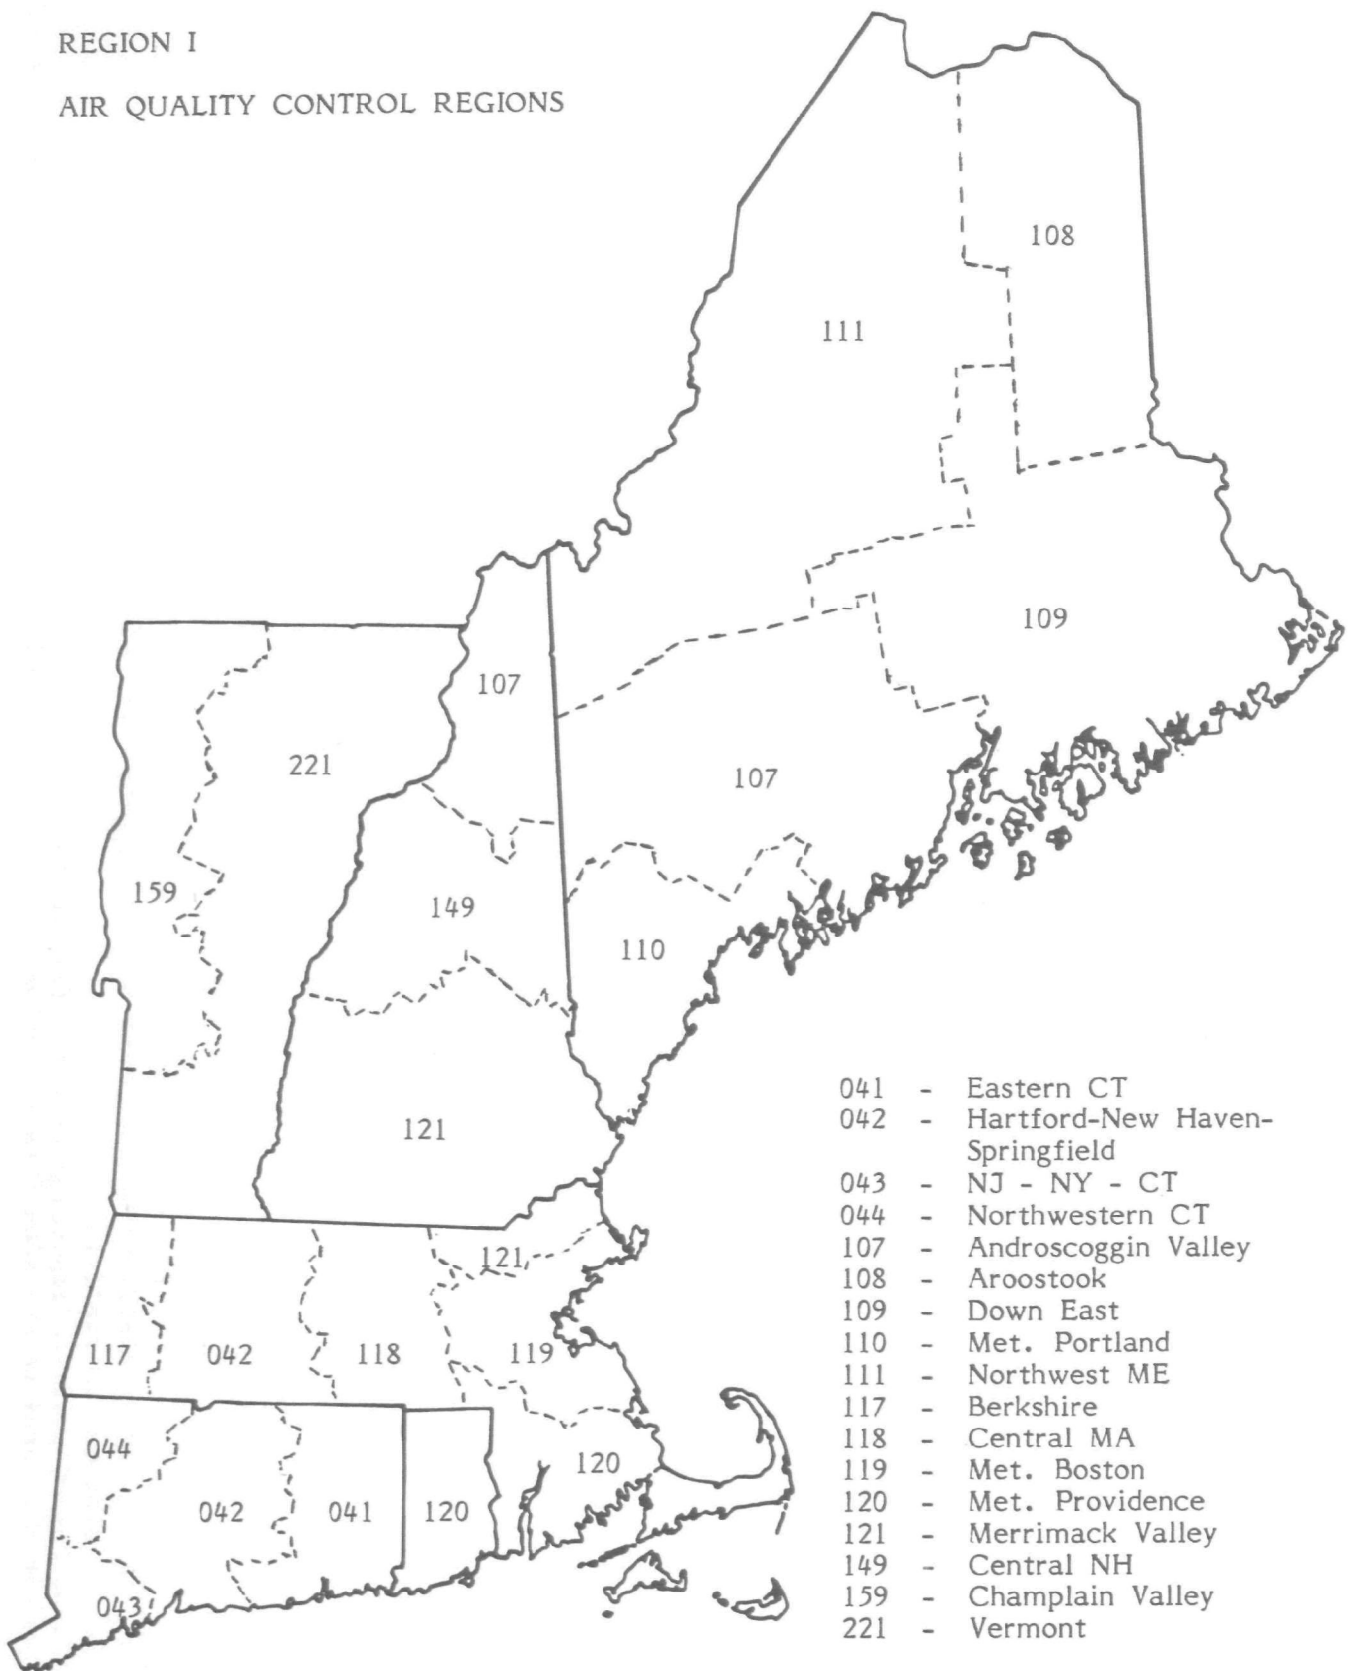 REGION I
AIR QUALITY CONTROL REGIONS
108
111
109
107
221
107
159
149
110
121
121
117
042
118
119
044
120
042
041
120
043
041 - Eastern CT
042 - Hartford-New Haven-
Springfield
043 - NJ - NY - CT
044 - Northwestern CT
107 - Androscoggin Valley
108 - Aroostook
109 - Down East
110 - Met. Portland
111 - Northwest ME
117 - Berkshire
118 - Central MA
119 - Met. Boston
120 - Met. Providence
121 - Merrimack Valley
149 - Central NH
159 - Champlain Valley
221 - Vermont